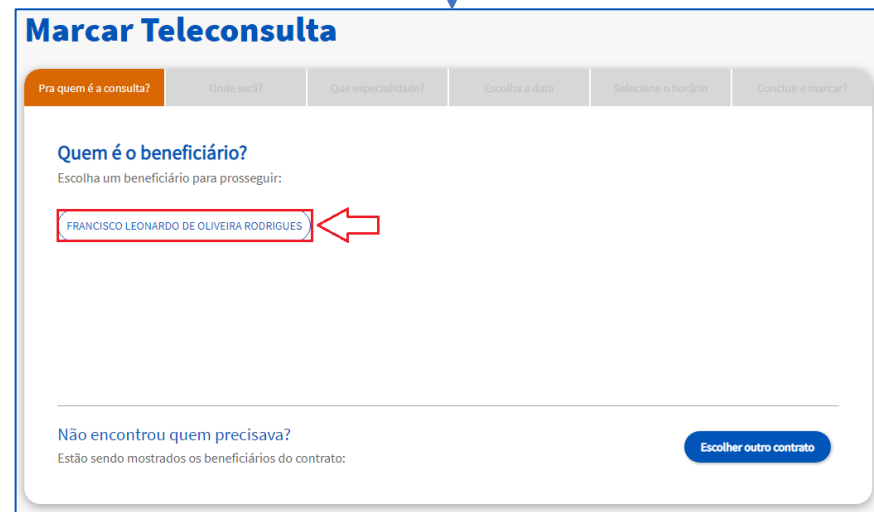 Marcar Teleconsulta
Pra quem é a consulta? Onde será? Que especialidade? Escolha a data Selecione o horário Concluir e marcar?
Quem é o beneficiário?
Escolha um beneficiário para prosseguir:
FRANCISCO LEONARDO DE OLIVEIRA RODRIGUES
Não encontrou quem precisava?
Estão sendo mostrados os beneficiários do contrato:
Escolher outro contrato